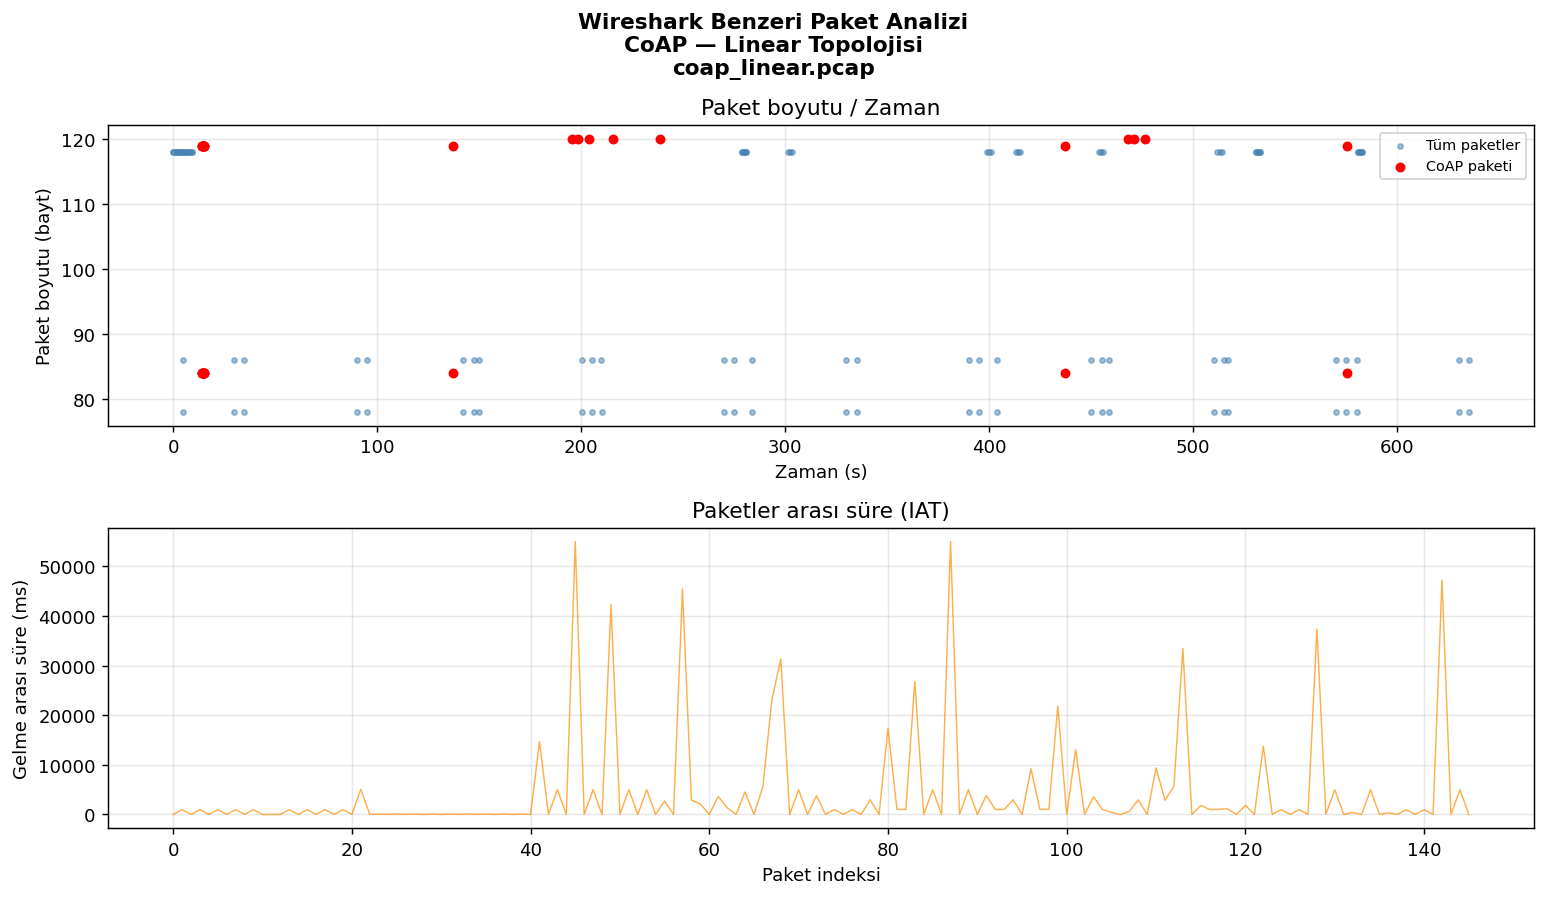 Wireshark Benzeri Paket Analizi
CoAP — Linear Topolojisi
coap_linear.pcap
Paket boyutu / Zaman
Paket boyutu (bayt)
120
110
100
90
80
Tüm paketler
CoAP paketi
0 100 200 300 400 500 600
Zaman (s)
Paketler arası süre (IAT)
Gelme arası süre (ms)
50000
40000
30000
20000
10000
0
0 20 40 60 80 100 120 140
Paket indeksi